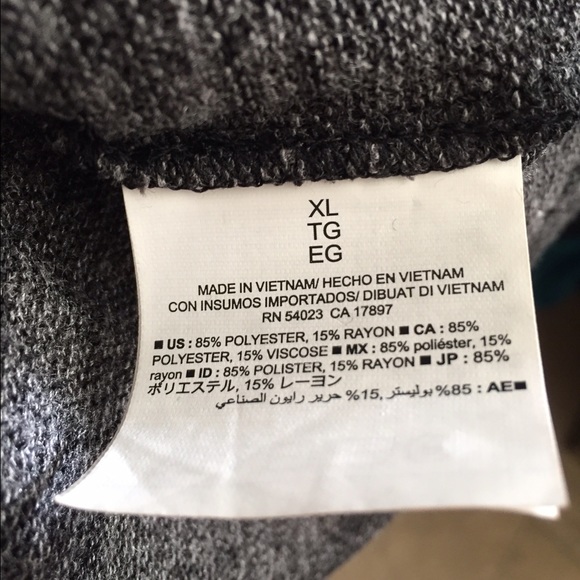 XL
TG
EG
MADE IN VIETNAM/ HECHO EN VIETNAM
CON INSUMOS IMPORTADOS/ DIBUAT DI VIETNAM
RN 54023 CA 17897
■ US : 85% POLYESTER, 15% RAYON ■ CA : 85%
POLYESTER, 15% VISCOSE ■ MX : 85% poliéster, 15%
rayon ■ ID : 85% POLISTER, 15% RAYON ■ JP : 85%
ポリエステル, 15% レーヨン
■ AE : 85% بوليستر, 15% حرير رايون الصناعي